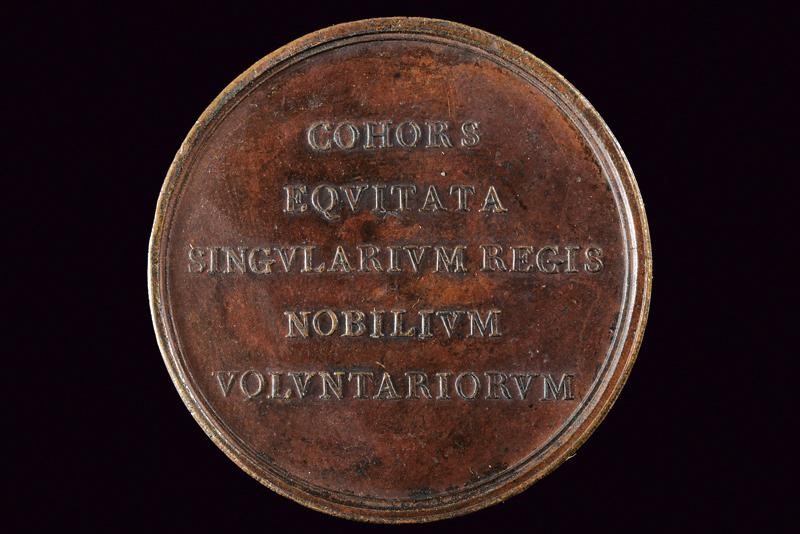 COHORS
EQVITATA
SINGVLARIVM REGIS
NOBILIVM
VOLVNTARIORVM